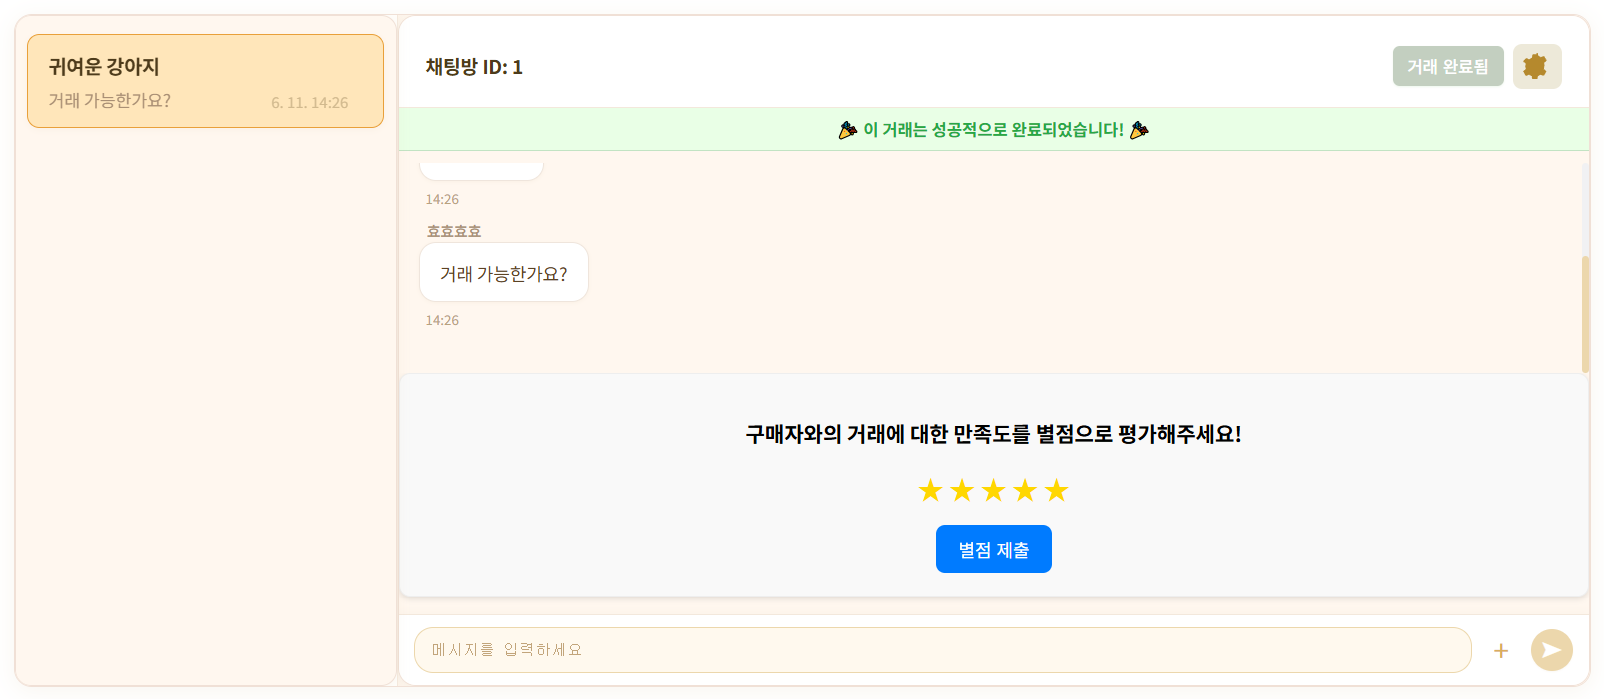 귀여운 강아지
거래 가능한가요?
6. 11. 14:26
채팅방 ID: 1
거래 완료됨
이 거래는 성공적으로 완료되었습니다!
14:26
효효효효
거래 가능한가요?
14:26
구매자와의 거래에 대한 만족도를 별점으로 평가해주세요!
★★★★★
별점 제출
메시지를 입력하세요
+